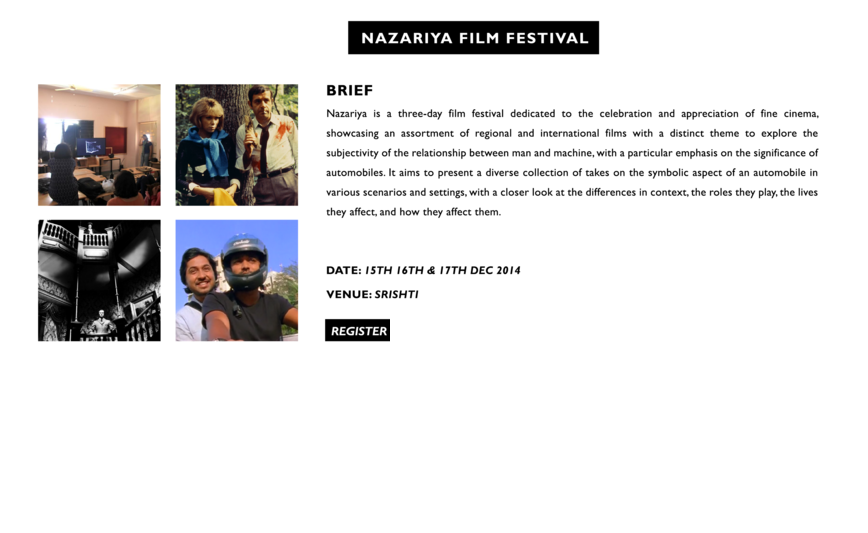 NAZARIYA FILM FESTIVAL
BRIEF
Nazariya is a three-day film festival dedicated to the celebration and appreciation of fine cinema,
showcasing an assortment of regional and international films with a distinct theme to explore the
subjectivity of the relationship between man and machine, with a particular emphasis on the significance of
automobiles. It aims to present a diverse collection of takes on the symbolic aspect of an automobile in
various scenarios and settings, with a closer look at the differences in context, the roles they play, the lives
they affect, and how they affect them.
DATE: 15TH 16TH & 17TH DEC 2014
VENUE: SRISHTI
REGISTER